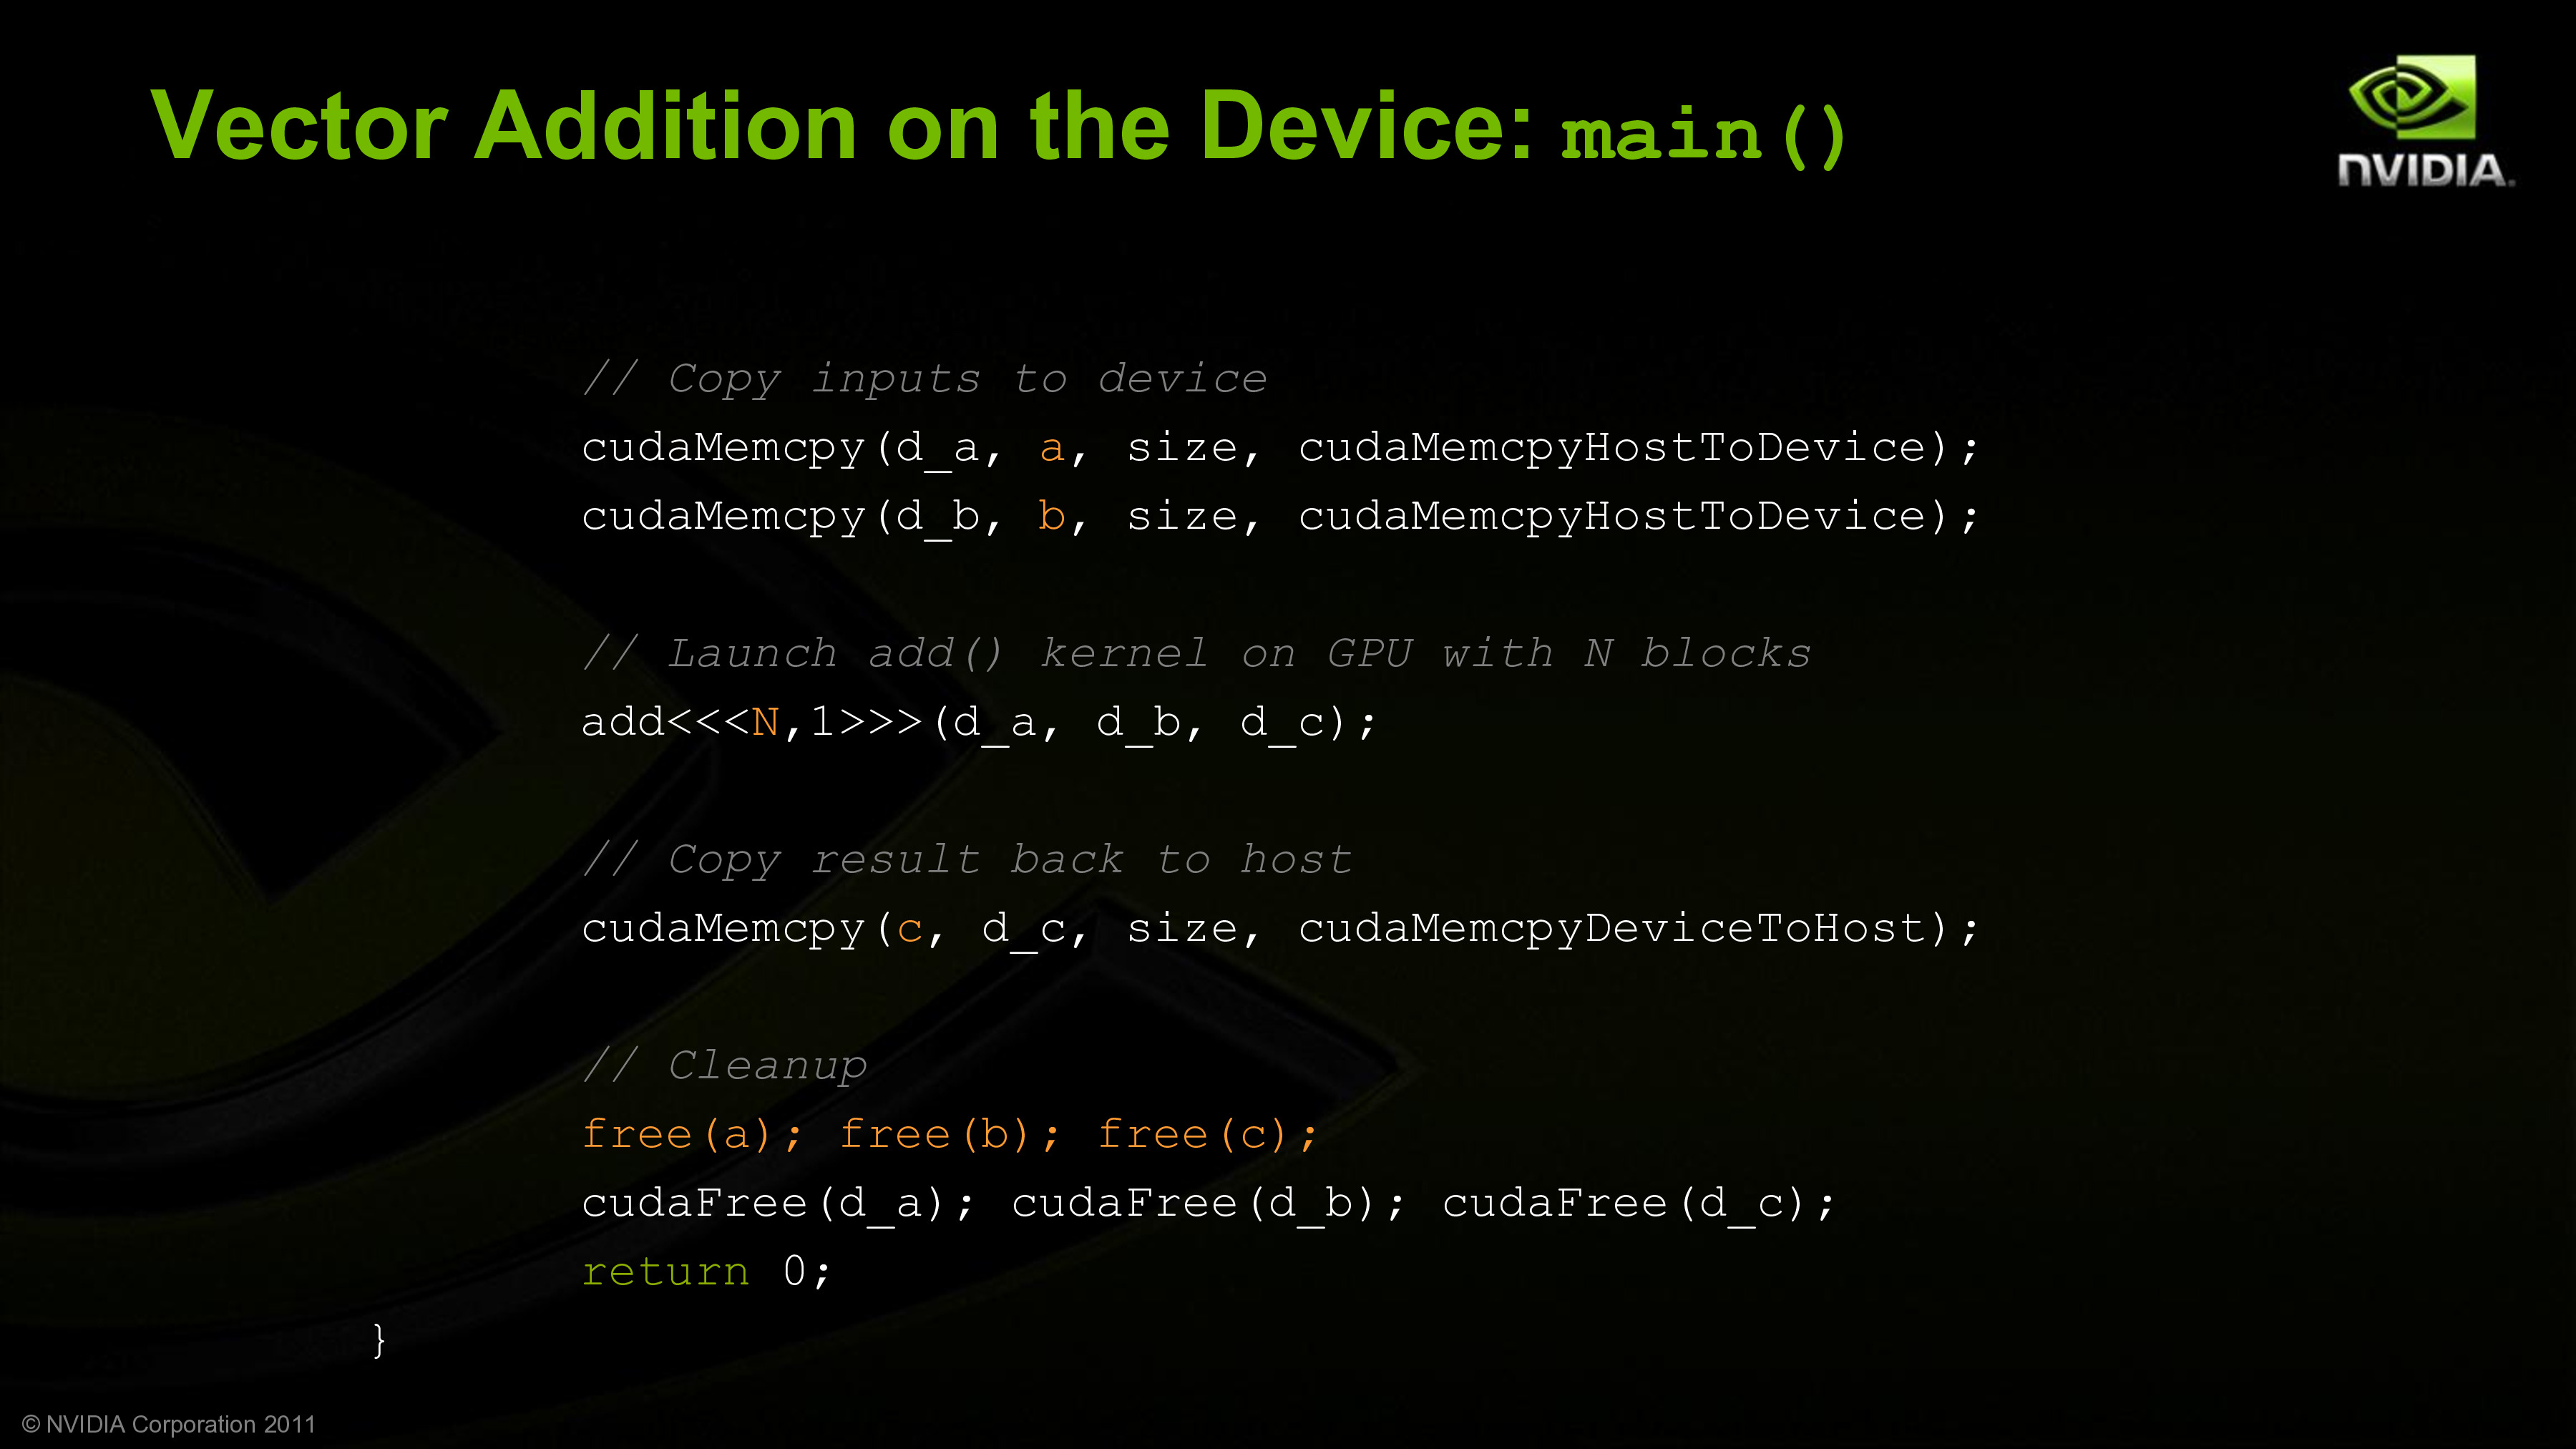 Vector Addition on the Device: main()
NVIDIA.
// Copy inputs to device
cudaMemcpy(d_a, a, size, cudaMemcpyHostToDevice);
cudaMemcpy(d_b, b, size, cudaMemcpyHostToDevice);
// Launch add() kernel on GPU with N blocks
add<<<N,1>>>(d_a, d_b, d_c);
// Copy result back to host
cudaMemcpy(c, d_c, size, cudaMemcpyDeviceToHost);
// Cleanup
free(a); free(b); free(c);
cudaFree(d_a); cudaFree(d_b); cudaFree(d_c);
return 0;
}
© NVIDIA Corporation 2011